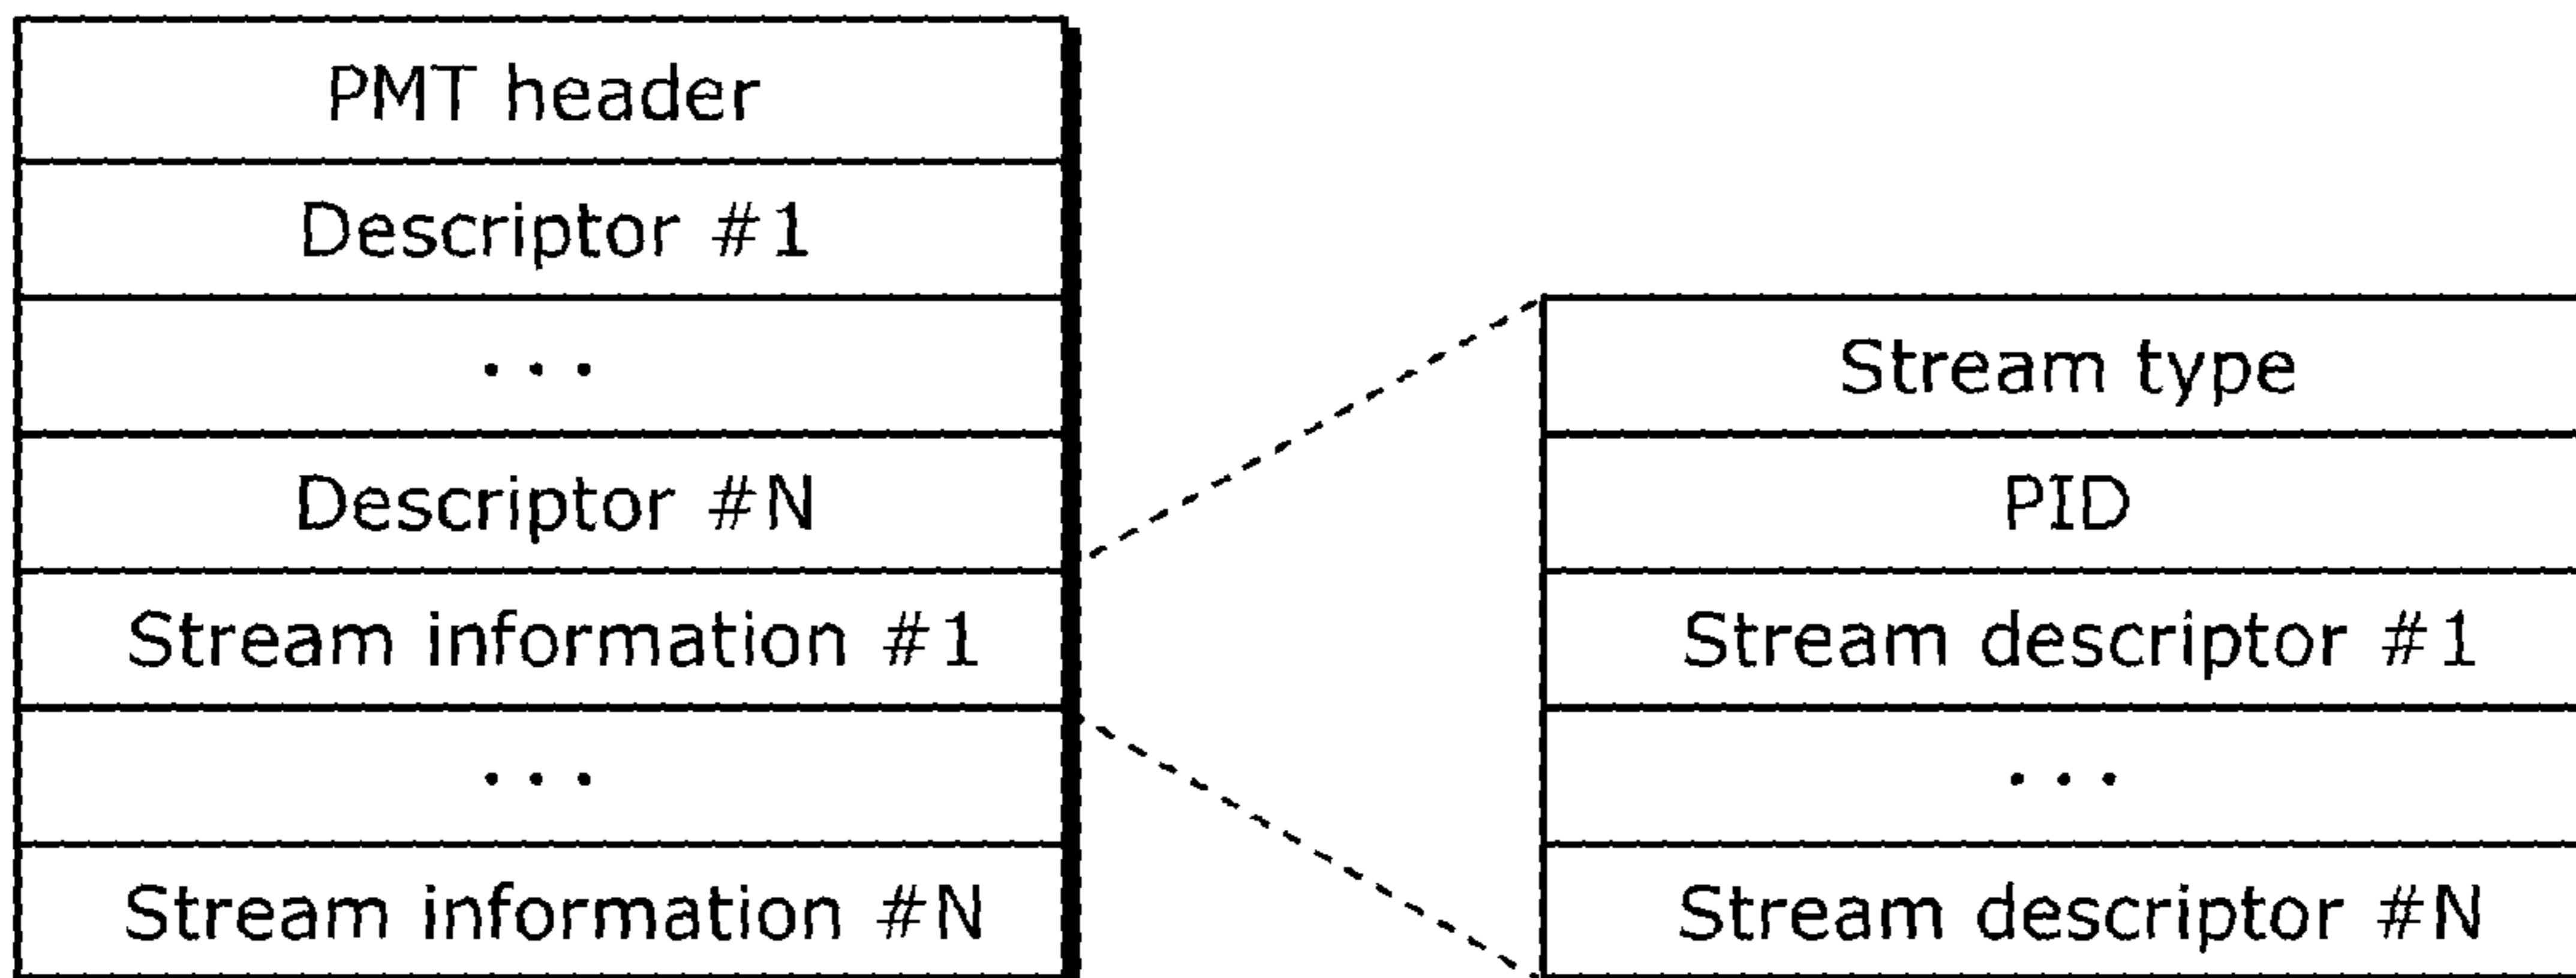 PMT header
Descriptor #1
...
Descriptor #N
Stream information #1
...
Stream information #N
Stream type
PID
Stream descriptor #1
...
Stream descriptor #N